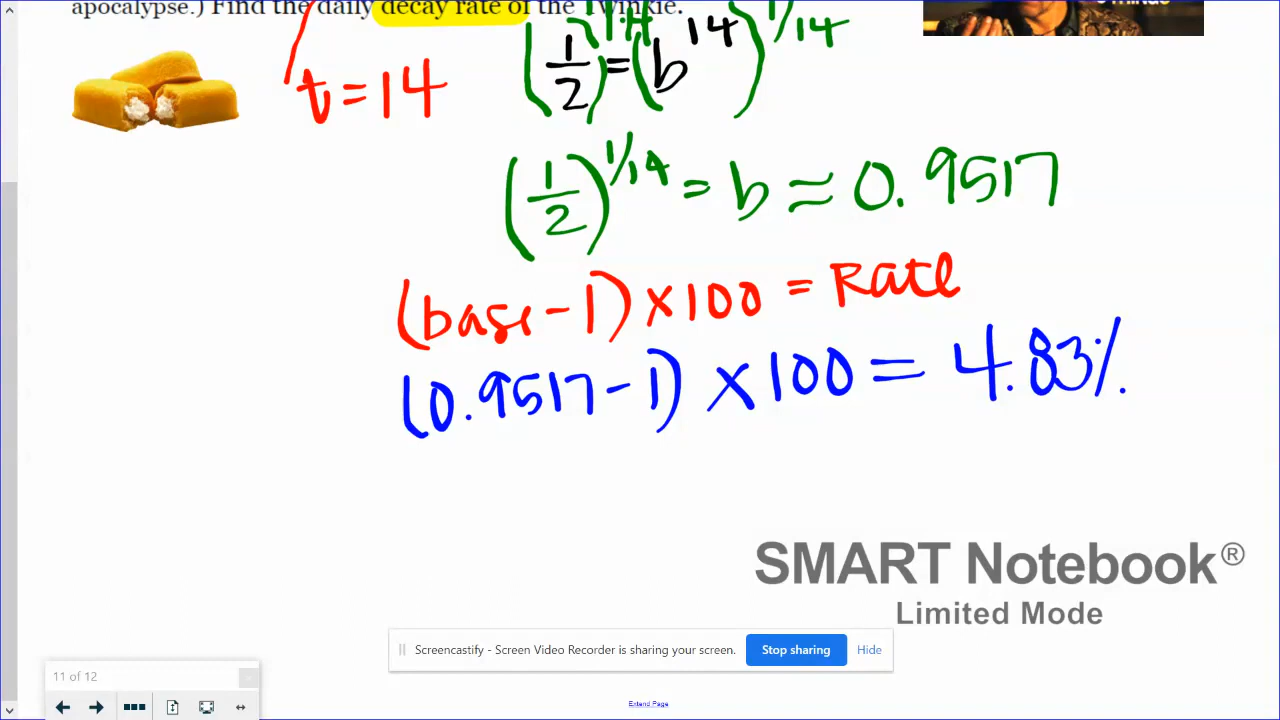 apocalypse.) Find the daily decay rate of the Twinkie.
t = 14
(1/2)^1/14 = (b^14)^1/14
(1/2)^1/14 = b ≈ 0.9517
(base - 1) × 100 = Rate
(0.9517 - 1) × 100 = 4.83%
SMART Notebook®
Limited Mode
Screencastify - Screen Video Recorder is sharing your screen. Stop sharing Hide
11 of 12
Extend Page